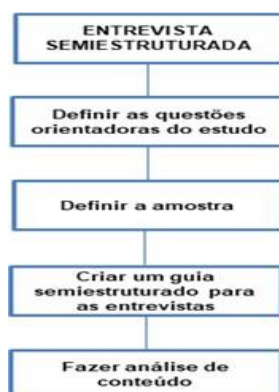 ENTREVISTA
SEMIESTRUTURADA
Definir as questões
orientadoras do estudo
Definir a amostra
Criar um guia
semiestruturado para
as entrevistas
Fazer análise de
conteúdo